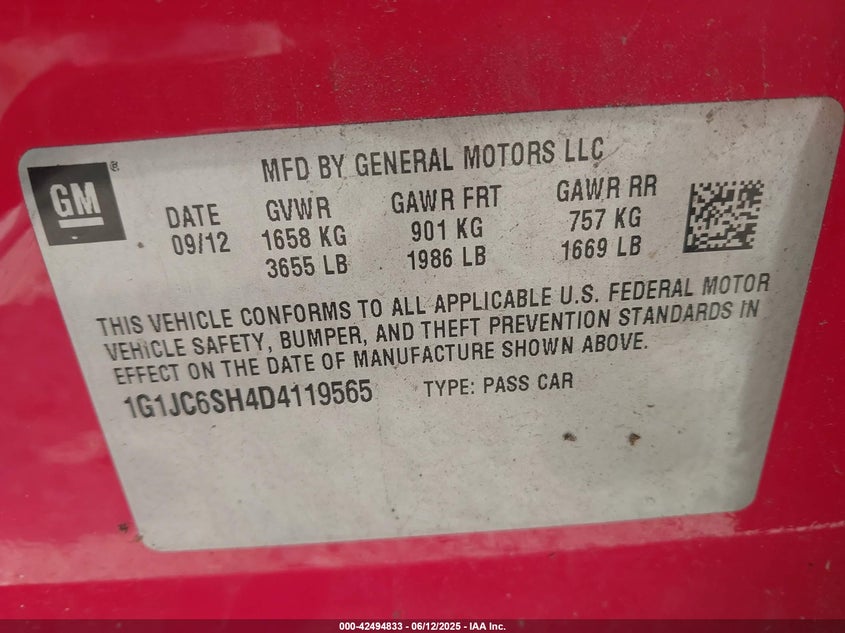 MFD BY GENERAL MOTORS LLC
GM ®
DATE GVWR GAWR FRT GAWR RR
09/12 1658 KG 901 KG 757 KG
3655 LB 1986 LB 1669 LB
THIS VEHICLE CONFORMS TO ALL APPLICABLE U.S. FEDERAL MOTOR
VEHICLE SAFETY, BUMPER, AND THEFT PREVENTION STANDARDS IN
EFFECT ON THE DATE OF MANUFACTURE SHOWN ABOVE.
1G1JC6SH4D4119565 TYPE: PASS CAR
000-42494833 - 06/12/2025 - IAA Inc.